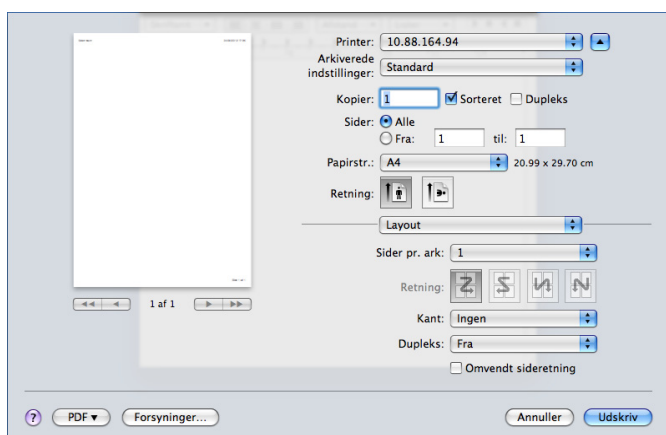 Printer: 10.88.164.94
Arkiverede indstillinger: Standard
Kopier: 1 Sorteret Dupleks
Sider: Alle
Fra: 1 til: 1
Papirstr.: A4 20.99 x 29.70 cm
Retning:
Layout
Sider pr. ark: 1
Retning:
Kant: Ingen
Dupleks: Fra
Omvendt sideretning
1 af 1
? PDF▼ Forsyninger... Annuller Udskriv